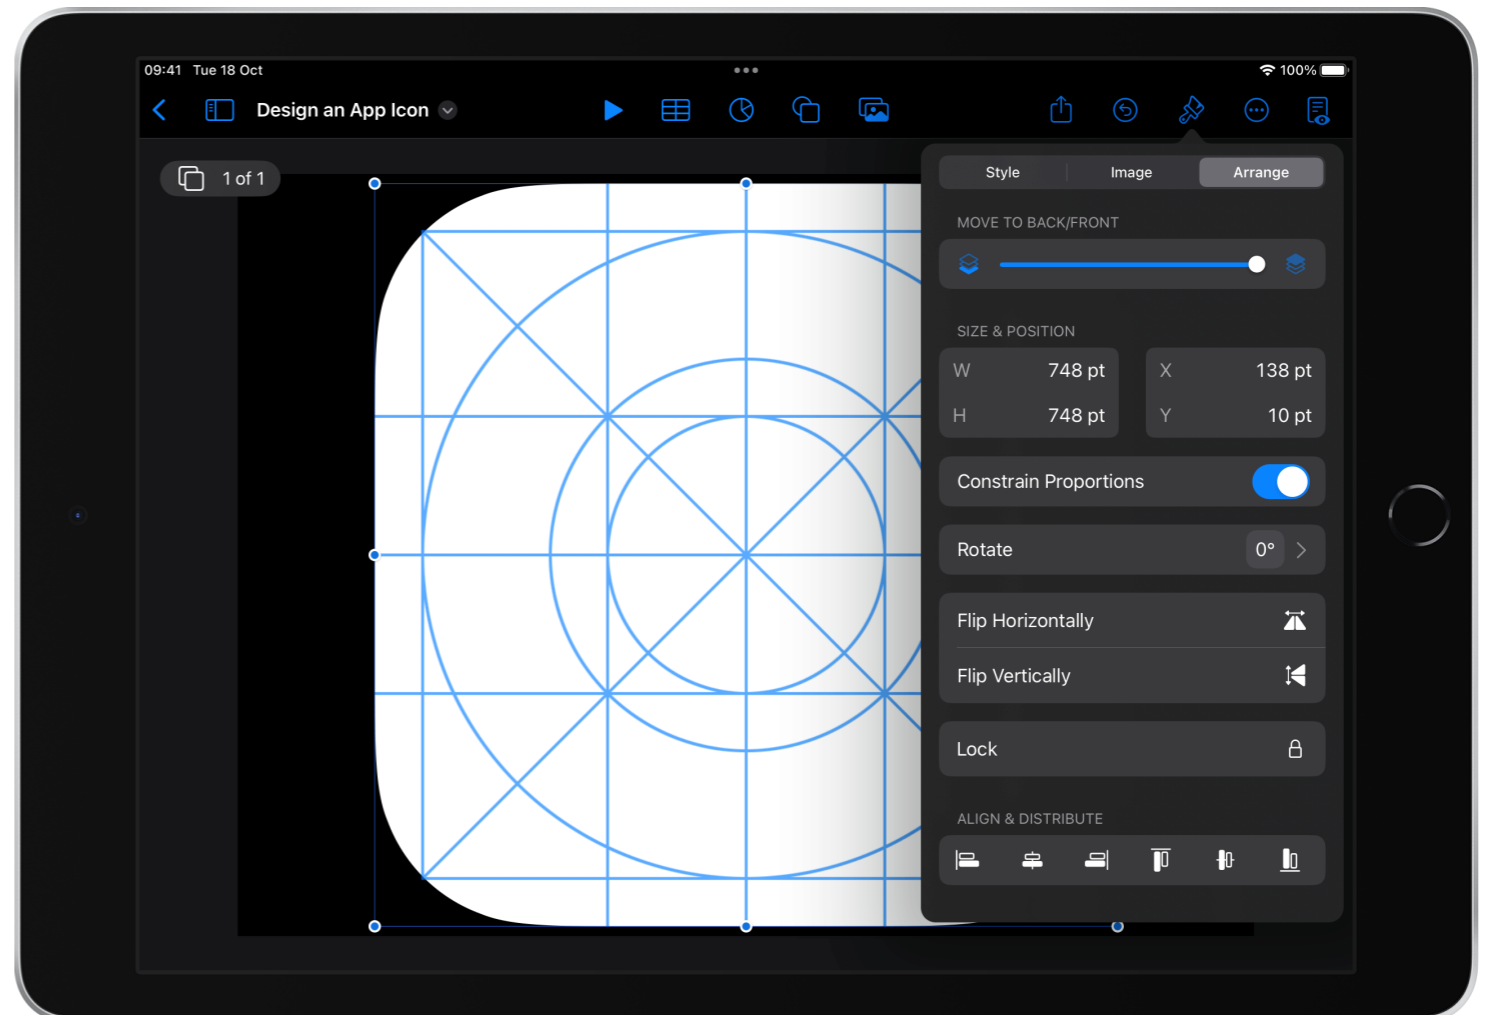 09:41 Tue 18 Oct
100%
Design an App Icon
1 of 1
Style Image Arrange
MOVE TO BACK/FRONT
SIZE & POSITION
W 748 pt X 138 pt
H 748 pt Y 10 pt
Constrain Proportions
Rotate 0°
Flip Horizontally
Flip Vertically
Lock
ALIGN & DISTRIBUTE